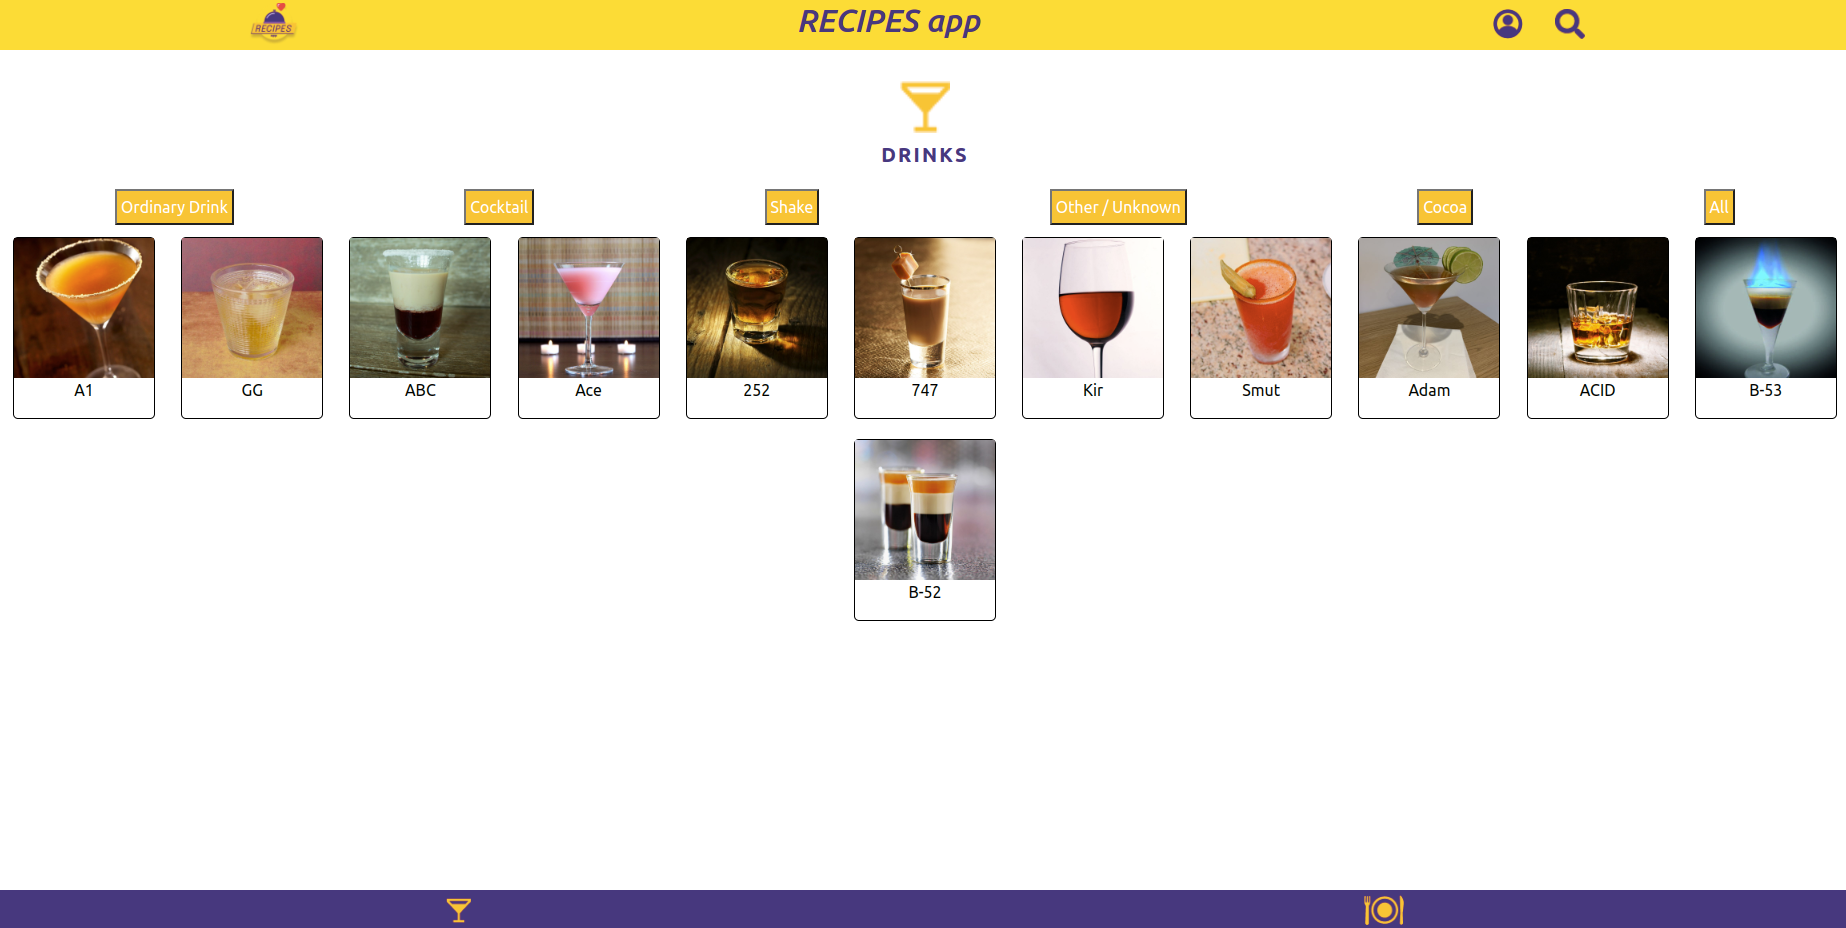 RECIPES
RECIPES app
DRINKS
Ordinary Drink
Cocktail
Shake
Other / Unknown
Cocoa
All
A1
GG
ABC
Ace
252
747
Kir
Smut
Adam
ACID
B-53
B-52